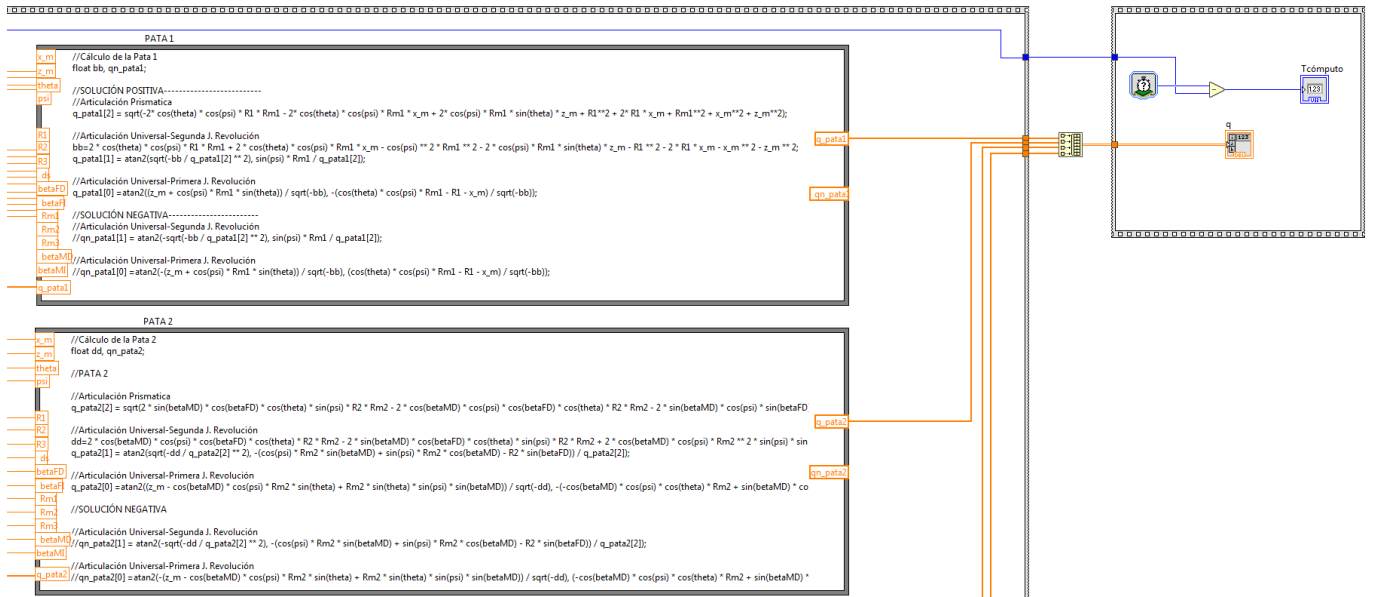 PATA 1
x_m
z_m
theta
psi
R1
R2
R3
ds
betaFD
betaFI
Rm1
Rm2
Rm3
betaMD
betaMI
q_pata1
//Cálculo de la Pata 1
float bb, qn_pata1;
//SOLUCIÓN POSITIVA--------------------------
//Articulación Prismatica
q_pata1[2] = sqrt(-2* cos(theta) * cos(psi) * R1 * Rm1 - 2* cos(theta) * cos(psi) * Rm1 * x_m + 2* cos(psi) * Rm1 * sin(theta) * z_m + R1**2 + 2* R1 * x_m + Rm1**2 + x_m**2 + z_m**2);
//Articulación Universal-Segunda J. Revolución
bb=2 * cos(theta) * cos(psi) * R1 * Rm1 + 2 * cos(theta) * cos(psi) * Rm1 * x_m - cos(psi) ** 2 * Rm1 ** 2 - 2 * cos(psi) * Rm1 * sin(theta) * z_m - R1 ** 2 - 2 * R1 * x_m - x_m ** 2 - z_m ** 2;
q_pata1[1] = atan2(sqrt(-bb / q_pata1[2] ** 2), sin(psi) * Rm1 / q_pata1[2]);
//Articulación Universal-Primera J. Revolución
q_pata1[0] =atan2((z_m + cos(psi) * Rm1 * sin(theta)) / sqrt(-bb), -(cos(theta) * cos(psi) * Rm1 - R1 - x_m) / sqrt(-bb));
//SOLUCIÓN NEGATIVA------------------------
//Articulación Universal-Segunda J. Revolución
//qn_pata1[1] = atan2(-sqrt(-bb / q_pata1[2] ** 2), sin(psi) * Rm1 / q_pata1[2]);
//Articulación Universal-Primera J. Revolución
//qn_pata1[0] =atan2(-(z_m + cos(psi) * Rm1 * sin(theta)) / sqrt(-bb), (cos(theta) * cos(psi) * Rm1 - R1 - x_m) / sqrt(-bb));
q_pata1
PATA 2
x_m
z_m
theta
psi
R1
R2
R3
ds
betaFD
betaFI
Rm1
Rm2
Rm3
betaMD
betaMI
q_pata2
//Cálculo de la Pata 2
float dd, qn_pata2;
//PATA 2
//Articulación Prismatica
q_pata2[2] = sqrt(2 * sin(betaMD) * cos(betaFD) * cos(theta) * sin(psi) * R2 * Rm2 - 2 * cos(betaMD) * cos(psi) * cos(betaFD) * cos(theta) * R2 * Rm2 - 2 * sin(betaMD) * cos(psi) * sin(betaFD)
//Articulación Universal-Segunda J. Revolución
dd=2 * cos(betaMD) * cos(psi) * cos(betaFD) * cos(theta) * R2 * Rm2 - 2 * sin(betaMD) * cos(betaFD) * cos(theta) * sin(psi) * R2 * Rm2 + 2 * cos(betaMD) * cos(psi) * Rm2 ** 2 * sin(psi) * sin
q_pata2[1] = atan2(sqrt(-dd / q_pata2[2] ** 2), -(cos(psi) * Rm2 * sin(betaMD) + sin(psi) * Rm2 * cos(betaMD) - R2 * sin(betaFD)) / q_pata2[2]);
//Articulación Universal-Primera J. Revolución
q_pata2[0] =atan2((z_m - cos(betaMD) * cos(psi) * Rm2 * sin(theta) + Rm2 * sin(theta) * sin(psi) * sin(betaMD)) / sqrt(-dd), -(-cos(betaMD) * cos(psi) * cos(theta) * Rm2 + sin(betaMD) * co
//SOLUCIÓN NEGATIVA
//Articulación Universal-Segunda J. Revolución
//qn_pata2[1] = atan2(-sqrt(-dd / q_pata2[2] ** 2), -(cos(psi) * Rm2 * sin(betaMD) + sin(psi) * Rm2 * cos(betaMD) - R2 * sin(betaFD)) / q_pata2[2]);
//Articulación Universal-Primera J. Revolución
//qn_pata2[0] =atan2(-(z_m - cos(betaMD) * cos(psi) * Rm2 * sin(theta) + Rm2 * sin(theta) * sin(psi) * sin(betaMD)) / sqrt(-dd), (-cos(betaMD) * cos(psi) * cos(theta) * Rm2 + sin(betaMD) *
q_pata2
qn_pata2
Tcómputo
123
q